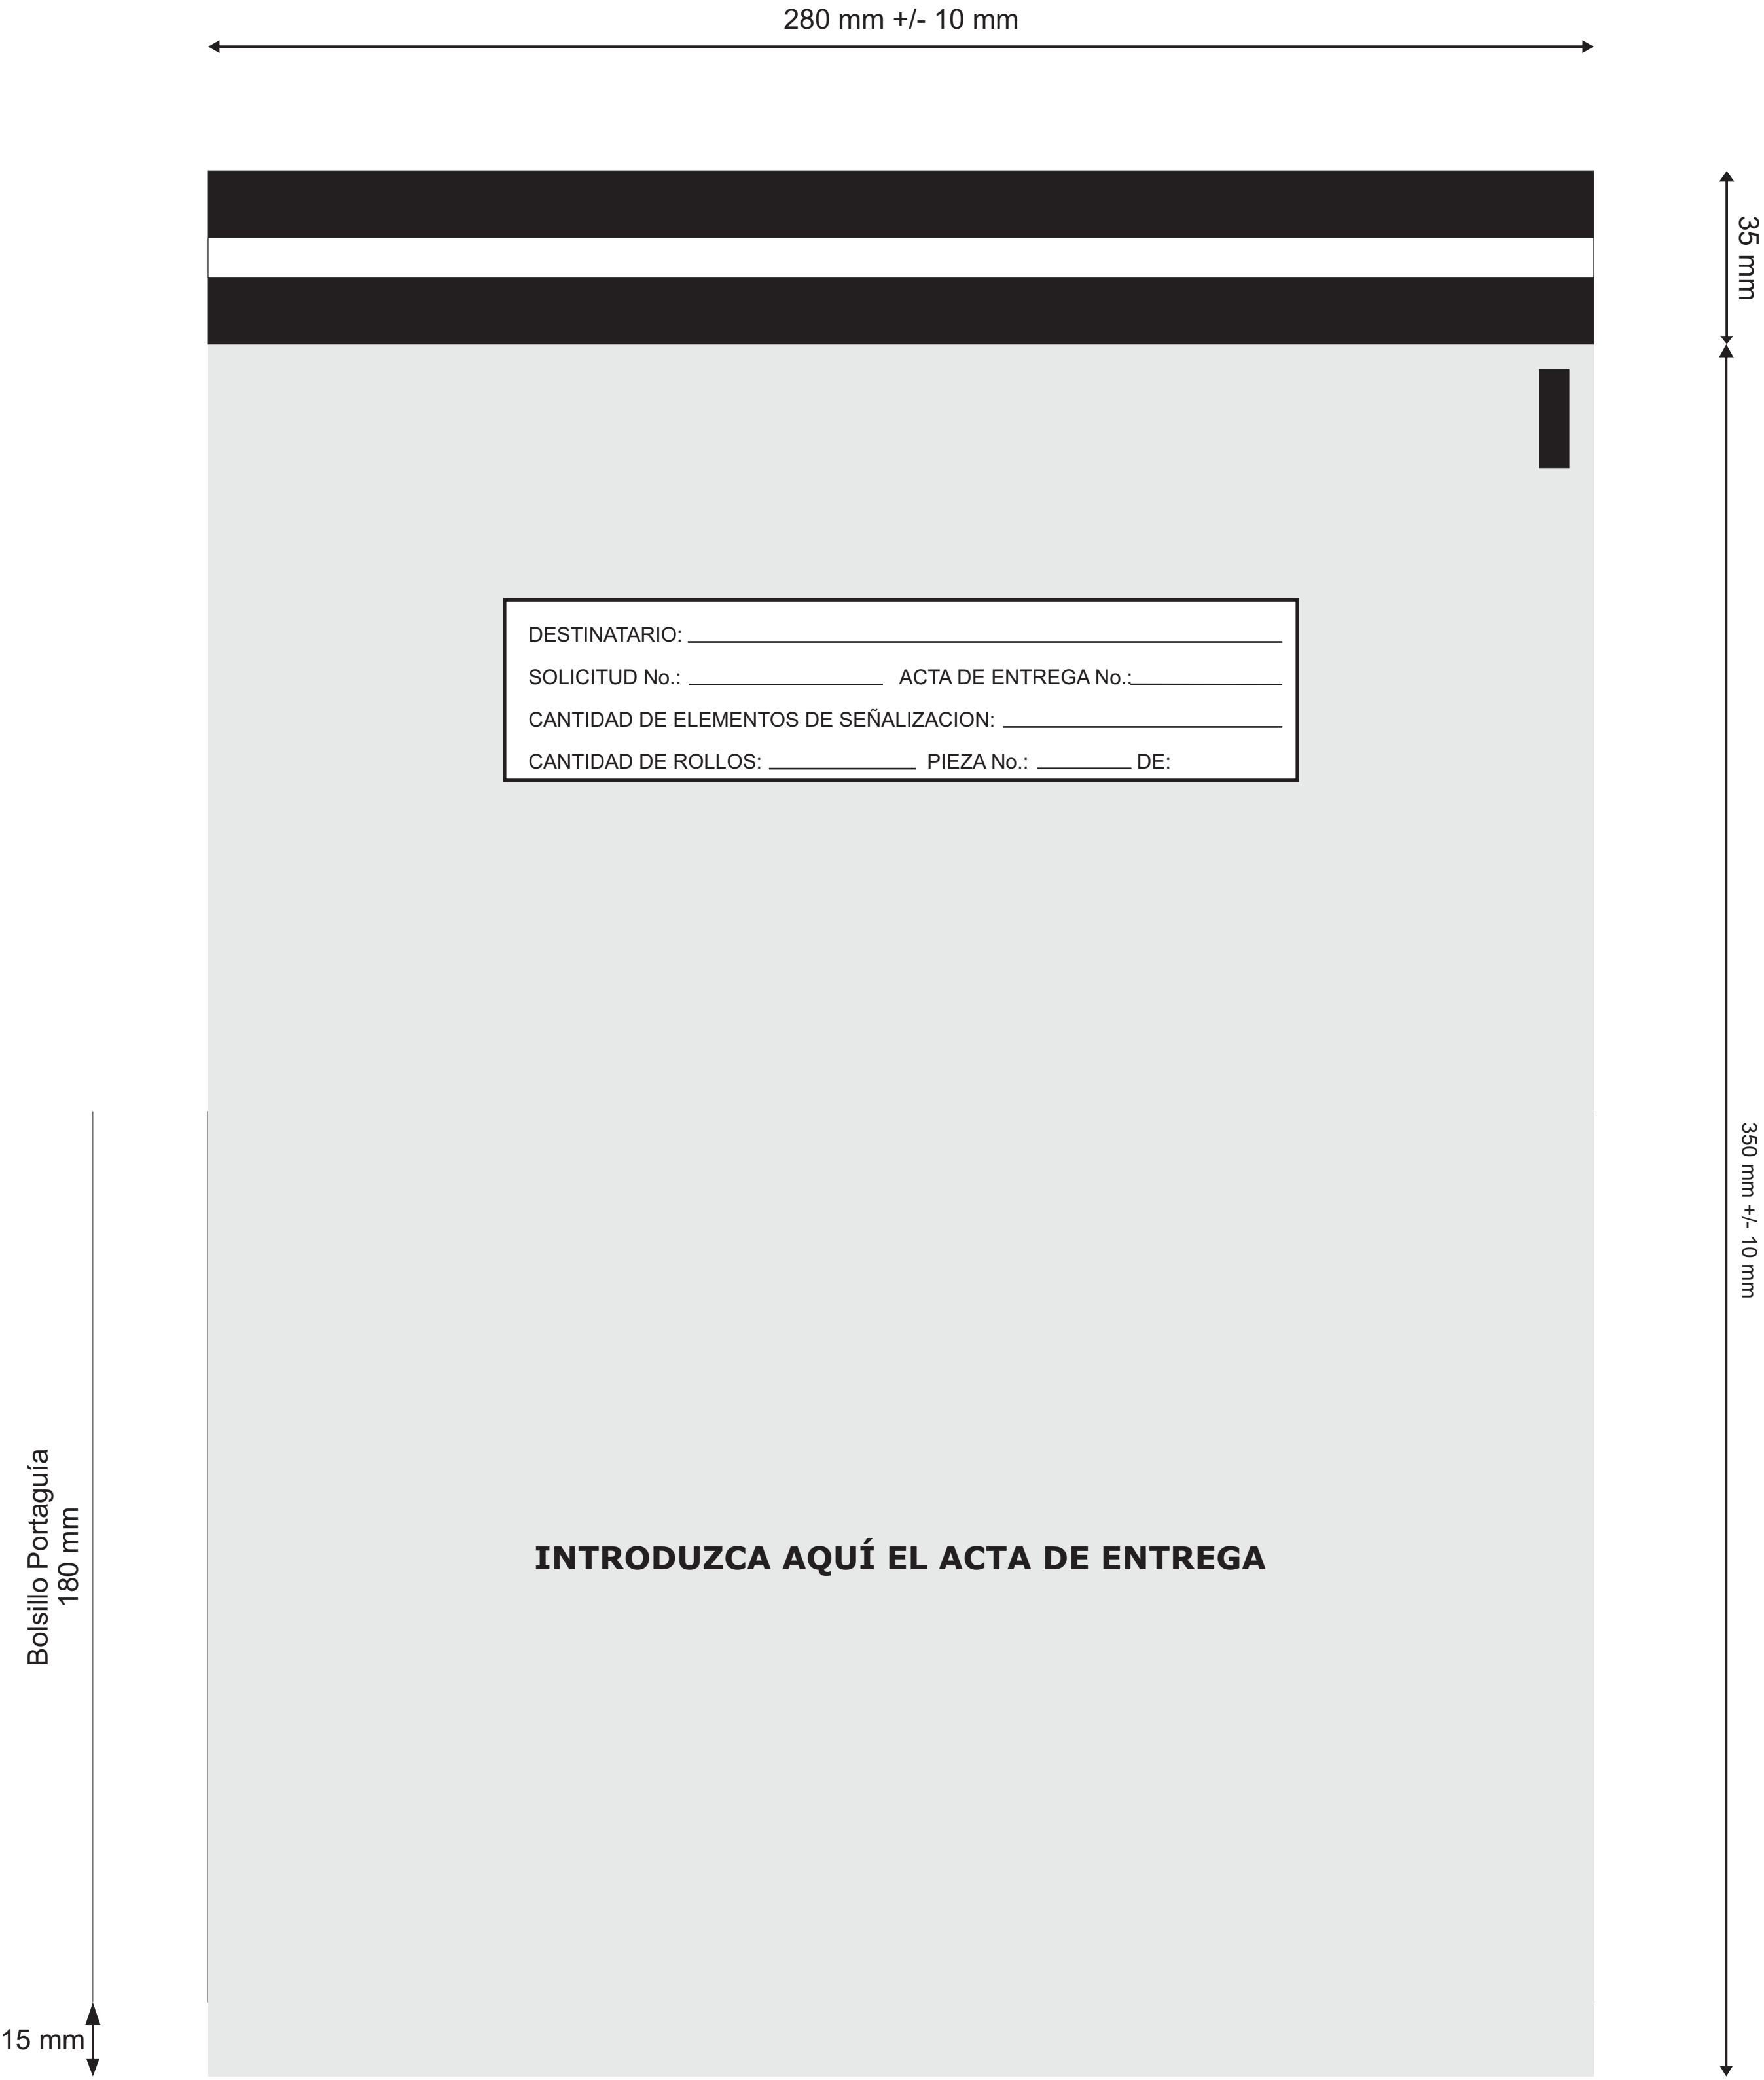 280 mm +/- 10 mm
35 mm
DESTINATARIO:
SOLICITUD No.: ACTA DE ENTREGA No.:
CANTIDAD DE ELEMENTOS DE SEÑALIZACION:
CANTIDAD DE ROLLOS: PIEZA No.: DE:
350 mm +/- 10 mm
Bolsillo Portaguía
180 mm
INTRODUZCA AQUÍ EL ACTA DE ENTREGA
15 mm